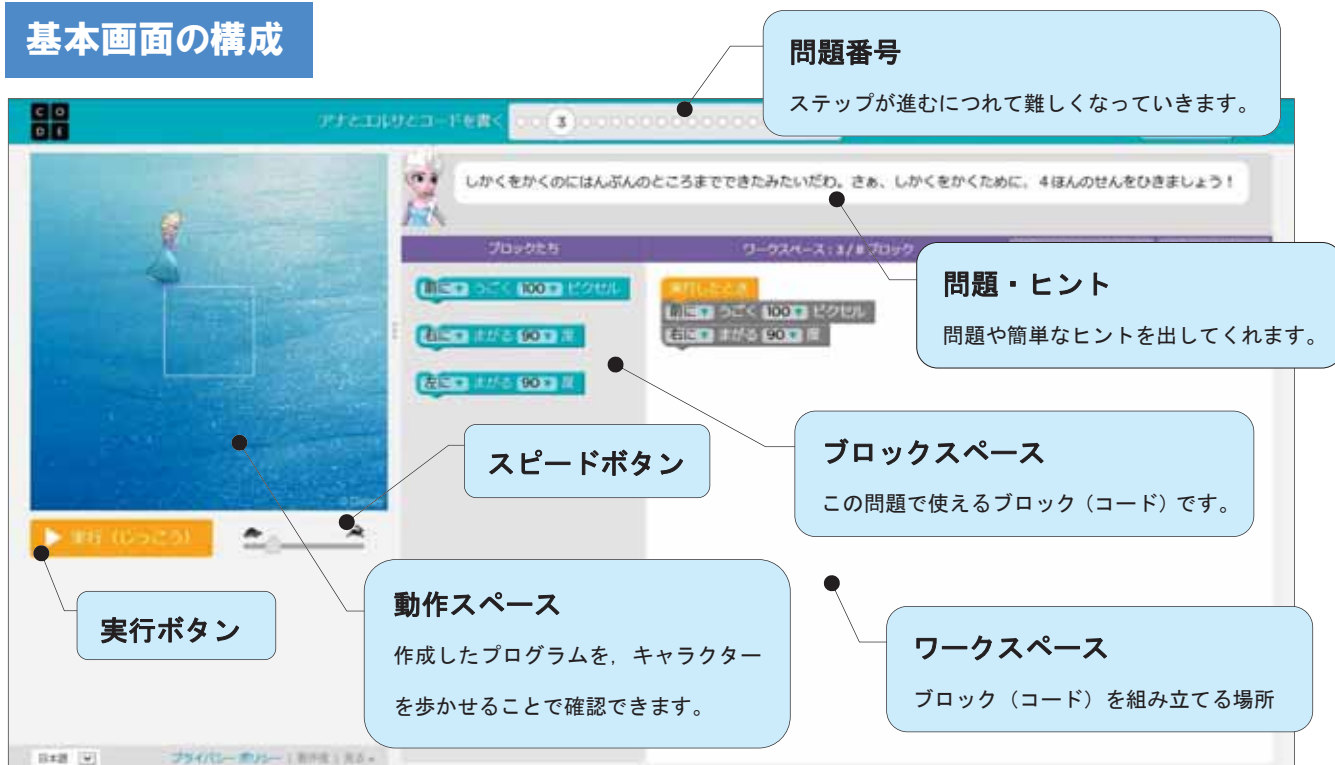 基本画面の構成
問題番号
ステップが進むにつれて難しくなっていきます。
C O
D E
アナとエルサとコードを書く
3
しかくをかくのにはんぶんのところまでできたみたいだわ。さぁ、しかくをかくために、4ほんのせんをひきましょう！
ブロックたち
ワークスペース：3 / 8 ブロック
前に うごく 100 ピクセル
右に まがる 90 度
左に まがる 90 度
実行したとき
前に うごく 100 ピクセル
右に まがる 90 度
問題・ヒント
問題や簡単なヒントを出してくれます。
スピードボタン
ブロックスペース
この問題で使えるブロック（コード）です。
実行（じっこう）
実行ボタン
動作スペース
作成したプログラムを，キャラクター
を歩かせることで確認できます。
ワークスペース
ブロック（コード）を組み立てる場所
日本語
プライバシー ポリシー